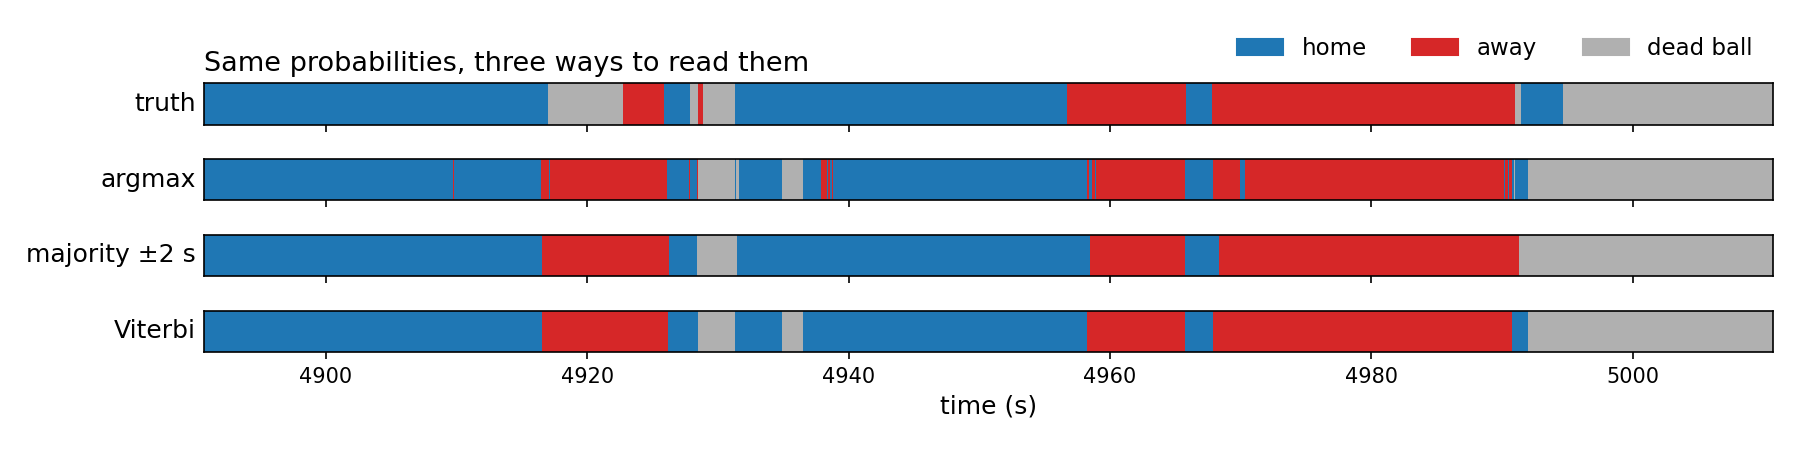 Same probabilities, three ways to read them
home away dead ball
truth
argmax
majority ±2 s
Viterbi
4900 4920 4940 4960 4980 5000
time (s)